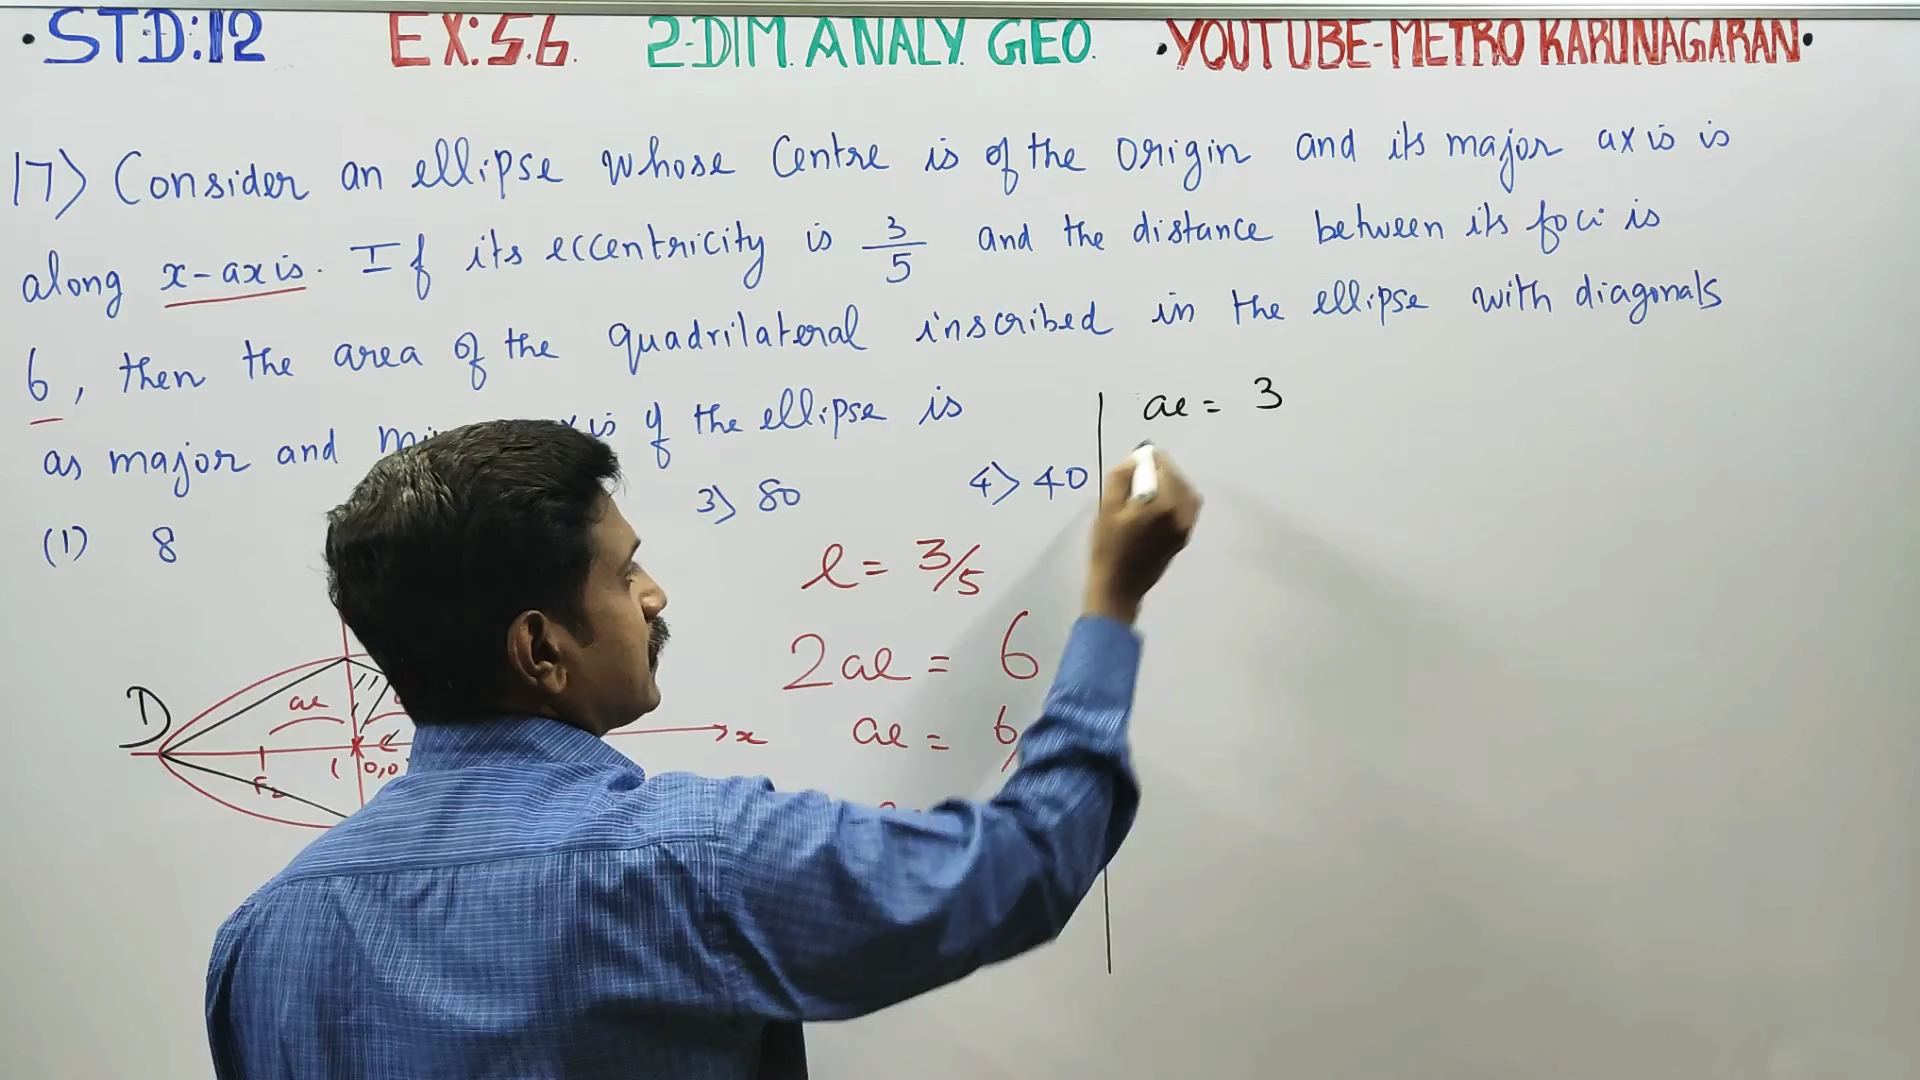 •STD:12 EX:5.6. 2-DIM. ANALY. GEO. •YOUTUBE-METRO KARUNAGARAN•
17) Consider an ellipse whose Centre is of the origin and its major axis is
along x-axis. If its eccentricity is 3/5 and the distance between its foci is
6, then the area of the quadrilateral inscribed in the ellipse with diagonals
as major and of the ellipse is
(1) 8 3) 80 4) 40
e = 3/5
2ae = 6
ae = 6
D ae
F2 (0,0 x
ae = 3